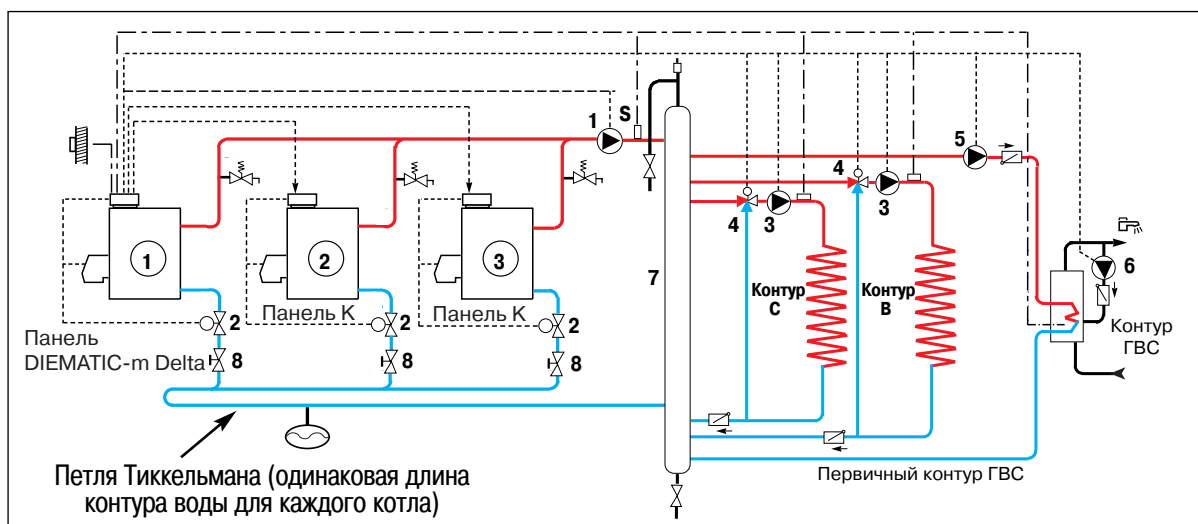 1
S
5
4
4
3
3
6
7
1
2
3
Контур
С
Контур
В
Контур
ГВС
Панель К
Панель К
2
2
2
Панель
DIEMATIC-m Delta
8
8
8
Петля Тиккельмана (одинаковая длина
контура воды для каждого котла)
Первичный контур ГВС